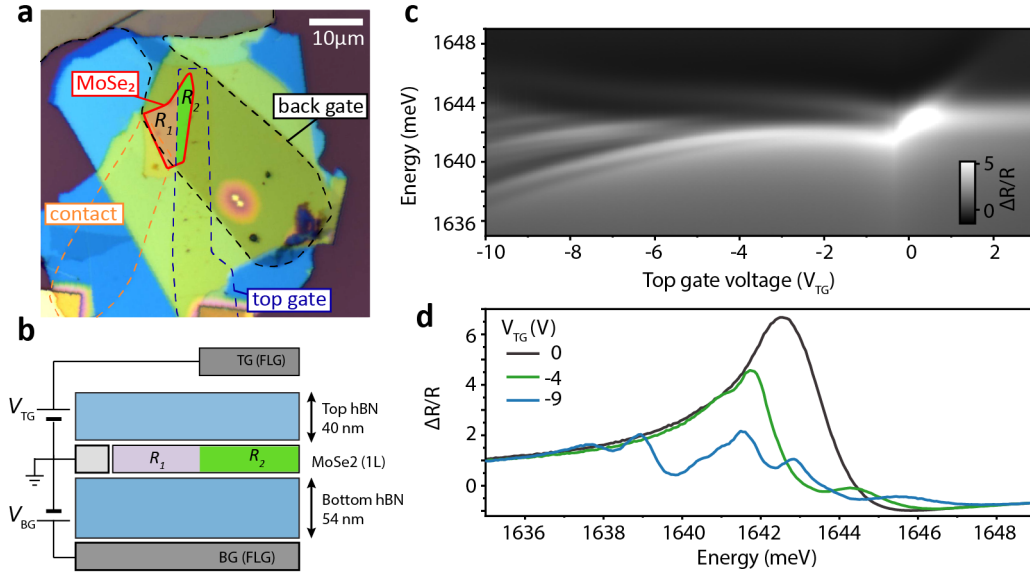 a
10µm
MoSe₂
R₂
R₁
back gate
contact
top gate
b
TG (FLG)
V_TG
Top hBN
40 nm
R₁
R₂
MoSe2 (1L)
V_BG
Bottom hBN
54 nm
BG (FLG)
c
1648
1644
1640
1636
Energy (meV)
5
0
ΔR/R
-10 -8 -6 -4 -2 0 2
Top gate voltage (V_TG)
d
V_TG (V)
0
-4
-9
6
4
2
0
ΔR/R
1636 1638 1640 1642 1644 1646 1648
Energy (meV)